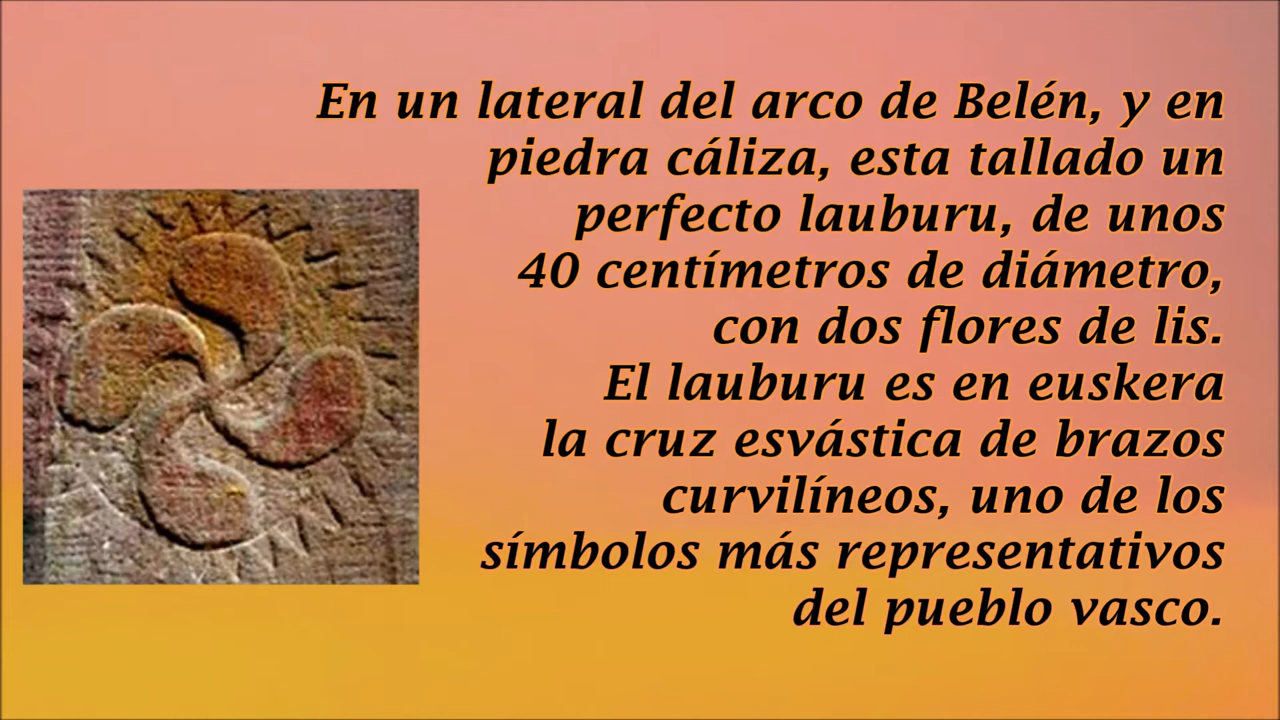 En un lateral del arco de Belén, y en
piedra cáliza, esta tallado un
perfecto lauburu, de unos
40 centímetros de diámetro,
con dos flores de lis.
El lauburu es en euskera
la cruz esvástica de brazos
curvilíneos, uno de los
símbolos más representativos
del pueblo vasco.